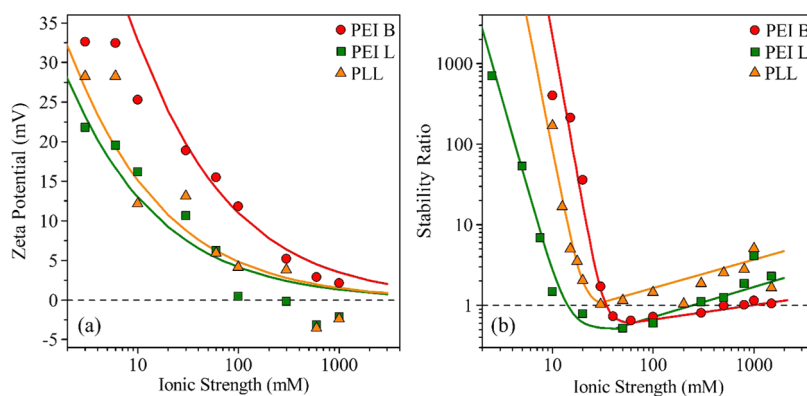 35
30
25
20
15
10
5
0
-5
Zeta Potential (mV)
PEI B
PEI L
PLL
(a)
10
100
1000
Ionic Strength (mM)
1000
100
10
1
Stability Ratio
PEI B
PEI L
PLL
(b)
10
100
1000
Ionic Strength (mM)